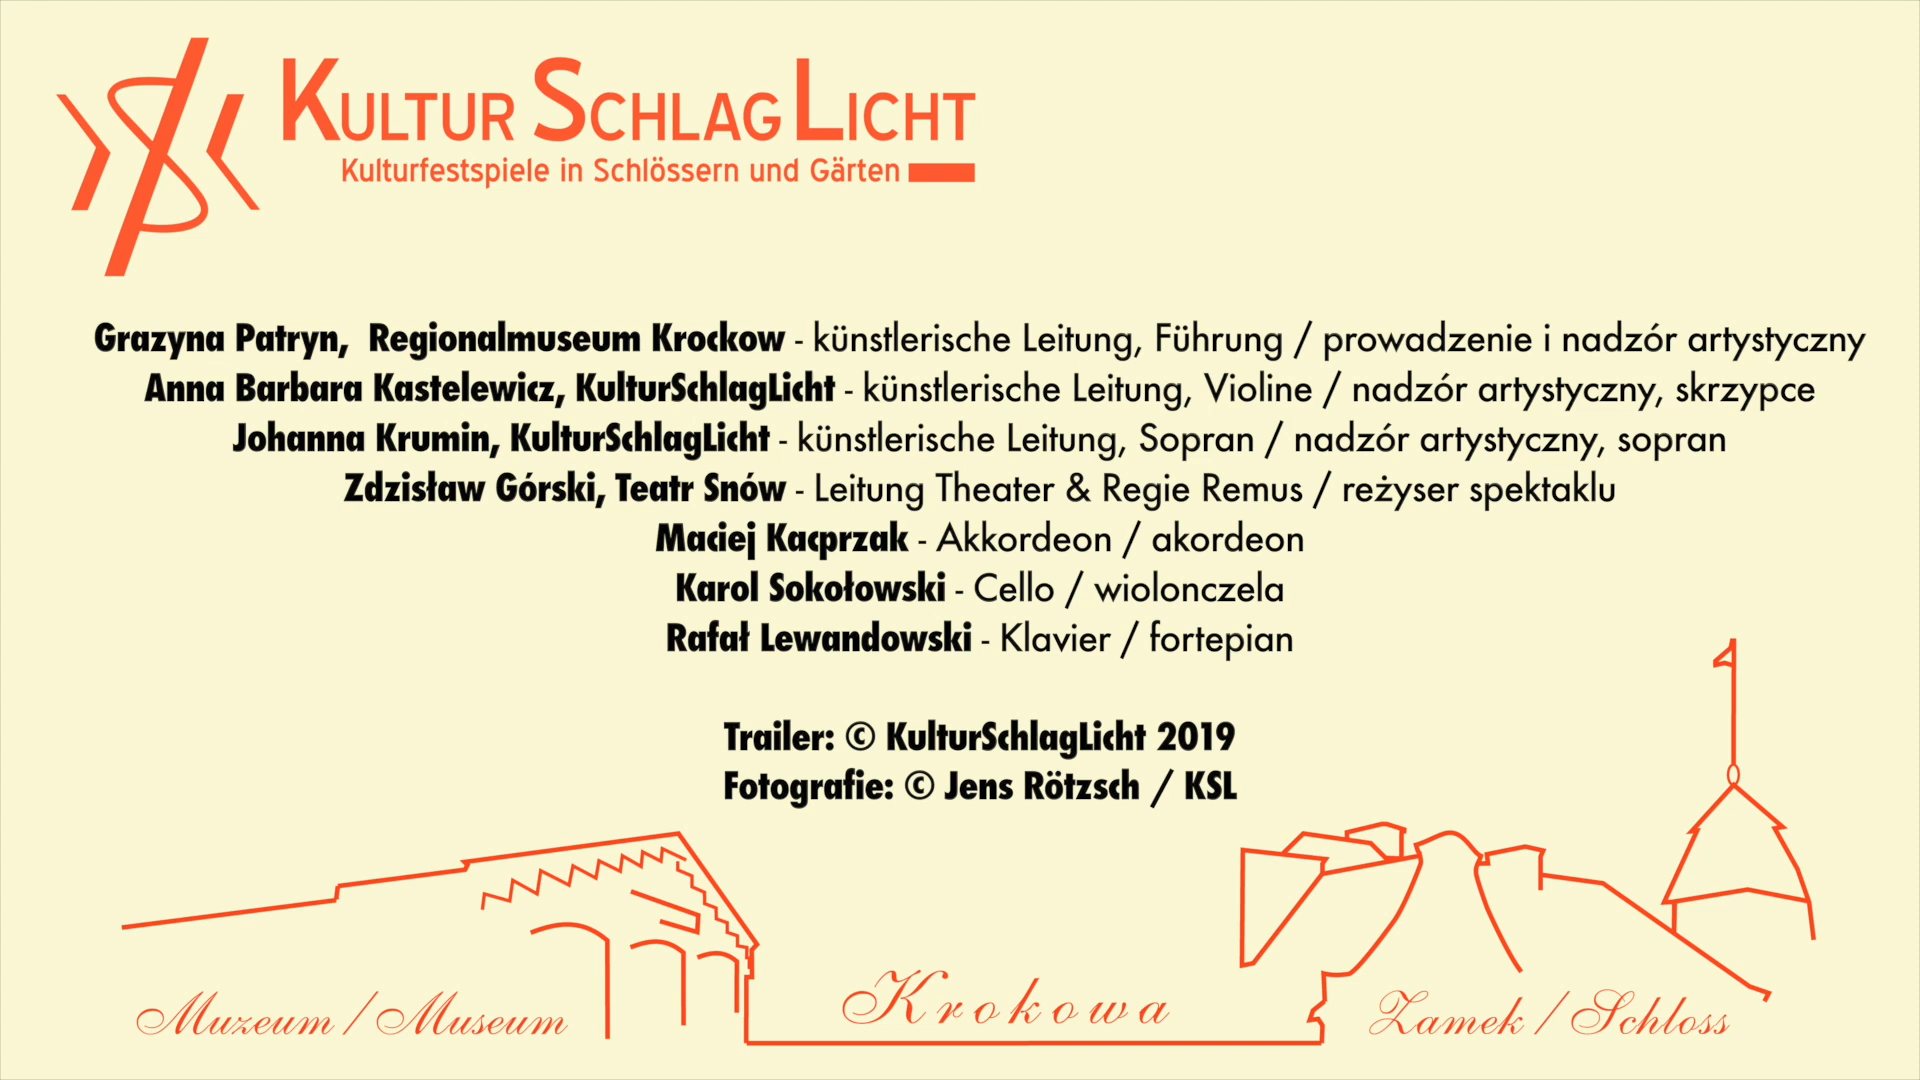 KULTUR SCHLAG LICHT
Kulturfestspiele in Schlössern und Gärten
Grazyna Patryn, Regionalmuseum Krockow - künstlerische Leitung, Führung / prowadzenie i nadzór artystyczny
Anna Barbara Kastelewicz, KulturSchlagLicht - künstlerische Leitung, Violine / nadzór artystyczny, skrzypce
Johanna Krumin, KulturSchlagLicht - künstlerische Leitung, Sopran / nadzór artystyczny, sopran
Zdzisław Górski, Teatr Snów - Leitung Theater & Regie Remus / reżyser spektaklu
Maciej Kacprzak - Akkordeon / akordeon
Karol Sokołowski - Cello / wiolonczela
Rafał Lewandowski - Klavier / fortepian
Trailer: © KulturSchlagLicht 2019
Fotografie: © Jens Rötzsch / KSL
Muzeum / Museum
Krokowa
Zamek / Schloss